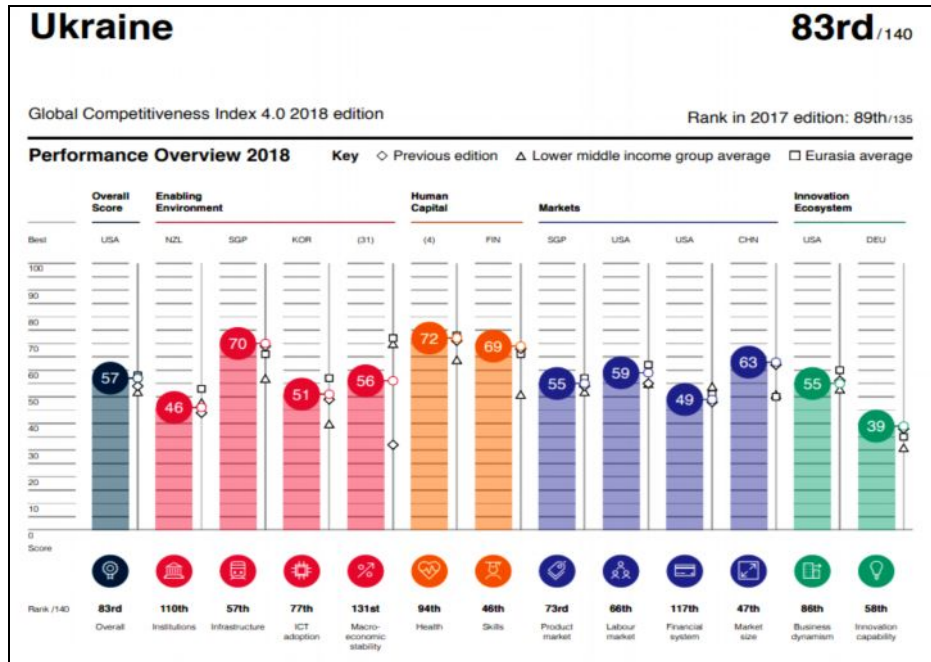 Ukraine 83rd/140
Global Competitiveness Index 4.0 2018 edition Rank in 2017 edition: 89th/135
Performance Overview 2018 Key ◇ Previous edition △ Lower middle income group average □ Eurasia average
Overall Score Enabling Environment Human Capital Markets Innovation Ecosystem
Best USA NZL SGP KOR (31) (4) FIN SGP USA USA CHN USA DEU
100
90
80
70
60
50
40
30
20
10
0
Score
57 46 70 51 56 72 69 55 59 49 63 55 39
Rank /140 83rd 110th 57th 77th 131st 94th 46th 73rd 66th 117th 47th 86th 58th
Overall Institutions Infrastructure ICT adoption Macro-economic stability Health Skills Product market Labour market Financial system Market size Business dynamism Innovation capability